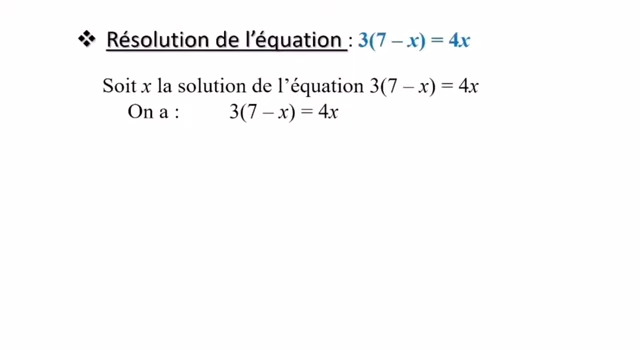 ❖ Résolution de l’équation : 3(7 – x) = 4x
Soit x la solution de l’équation 3(7 – x) = 4x
On a : 3(7 – x) = 4x